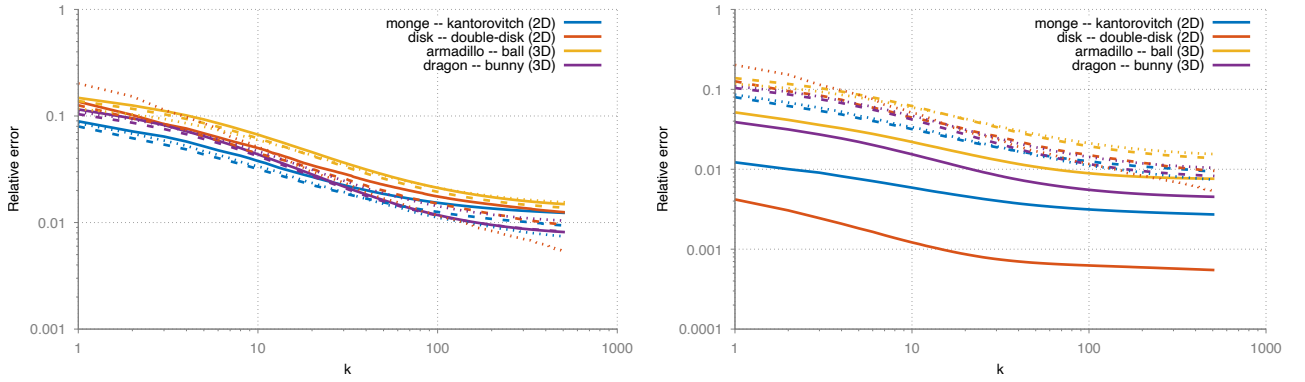 1
0.1
0.01
0.001
1
10
100
1000
Relative error
k
monge -- kantorovitch (2D)
disk -- double-disk (2D)
armadillo -- ball (3D)
dragon -- bunny (3D)
1
0.1
0.01
0.001
0.0001
1
10
100
1000
Relative error
k
monge -- kantorovitch (2D)
disk -- double-disk (2D)
armadillo -- ball (3D)
dragon -- bunny (3D)